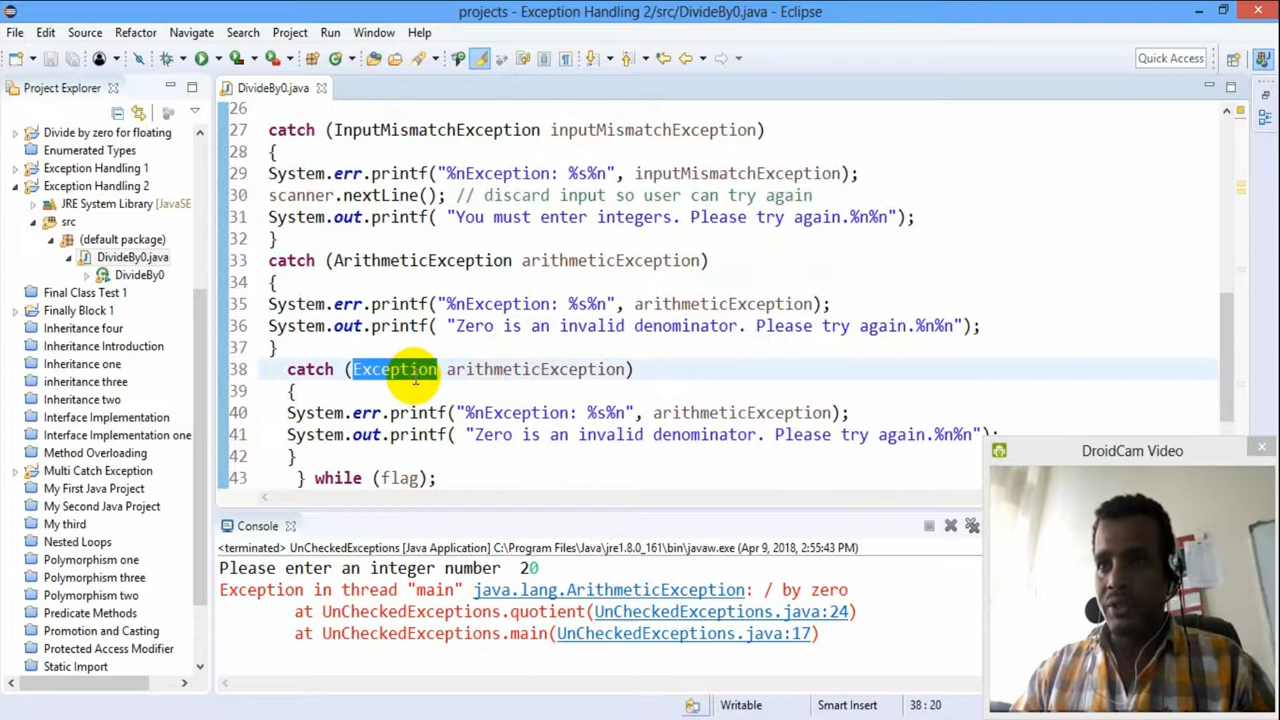 projects - Exception Handling 2/src/DivideBy0.java - Eclipse
File Edit Source Refactor Navigate Search Project Run Window Help
Quick Access
Project Explorer
DivideBy0.java
Divide by zero for floating
Enumerated Types
Exception Handling 1
Exception Handling 2
JRE System Library [JavaSE
src
(default package)
DivideBy0.java
DivideBy0
Final Class Test 1
Finally Block 1
Inheritance four
Inheritance Introduction
Inheritance one
inheritance three
Inheritance two
Interface Implementation
Interface Implementation one
Method Overloading
Multi Catch Exception
My First Java Project
My Second Java Project
My third
Nested Loops
Polymorphism one
Polymorphism three
Polymorphism two
Predicate Methods
Promotion and Casting
Protected Access Modifier
Static Import
26
27 catch (InputMismatchException inputMismatchException)
28 {
29 System.err.printf("%nException: %s%n", inputMismatchException);
30 scanner.nextLine(); // discard input so user can try again
31 System.out.printf( "You must enter integers. Please try again.%n%n");
32 }
33 catch (ArithmeticException arithmeticException)
34 {
35 System.err.printf("%nException: %s%n", arithmeticException);
36 System.out.printf( "Zero is an invalid denominator. Please try again.%n%n");
37 }
38 catch (Exception arithmeticException)
39 {
40 System.err.printf("%nException: %s%n", arithmeticException);
41 System.out.printf( "Zero is an invalid denominator. Please try again.%n%n");
42 }
43 } while (flag);
Console
<terminated> UnCheckedExceptions [Java Application] C:\Program Files\Java\jre1.8.0_161\bin\javaw.exe (Apr 9, 2018, 2:55:43 PM)
Please enter an integer number 20
Exception in thread "main" java.lang.ArithmeticException: / by zero
at UnCheckedExceptions.quotient(UnCheckedExceptions.java:24)
at UnCheckedExceptions.main(UnCheckedExceptions.java:17)
DroidCam Video
Writable Smart Insert 38 : 20